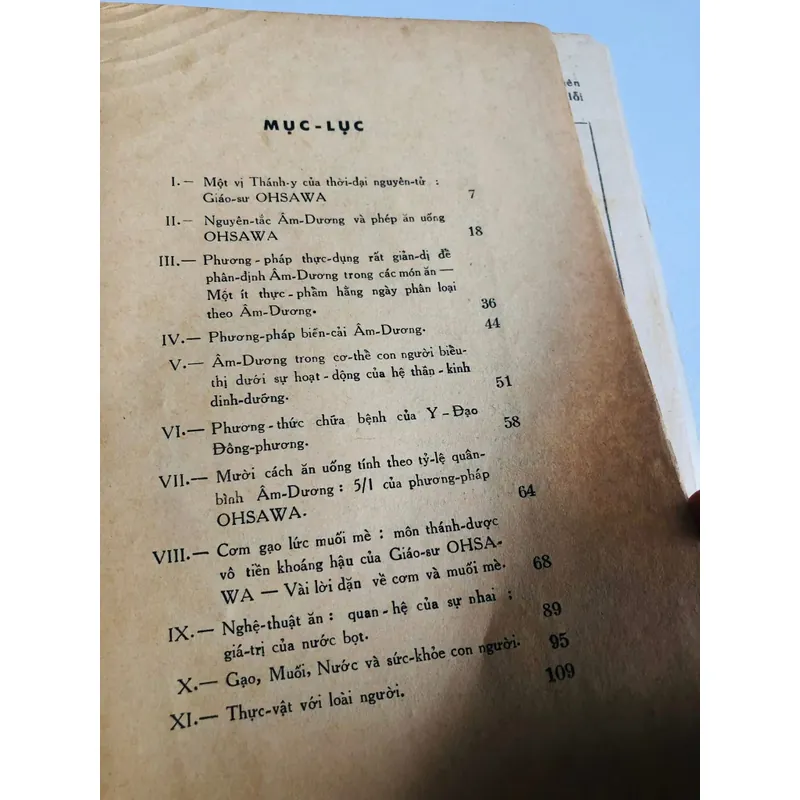 ên
lỗi
MỤC-LỤC
I.— Một vị Thánh-y của thời-đại nguyên-tử :
Giáo-sư OHSAWA 7
II.— Nguyên-tắc Âm-Dương và phép ăn uống
OHSAWA 18
III.— Phương-pháp thực-dụng rất giản-dị để
phân-định Âm-Dương trong các món ăn —
Một ít thực-phẩm hằng ngày phân loại
theo Âm-Dương. 36
IV.— Phương-pháp biến-cải Âm-Dương. 44
V.— Âm-Dương trong cơ-thể con người biểu-
thị dưới sự hoạt-động của hệ thân-kinh
dinh-dưỡng. 51
VI.— Phương-thức chữa bệnh của Y-Đạo
Đông-phương. 58
VII.— Mười cách ăn uống tính theo tỷ-lệ quân-
bình Âm-Dương : 5/1 của phương-pháp
OHSAWA. 64
VIII.— Cơm gạo lức muối mè : môn thánh-dược
vô tiền khoáng hậu của Giáo-sư OHSA-
WA — Vài lời dặn về cơm và muối mè. 68
IX.— Nghệ-thuật ăn : quan-hệ của sự nhai ;
giá-trị của nước bọt. 89
X.— Gạo, Muối, Nước và sức-khỏe con người. 95
XI.— Thực-vật với loài người. 109